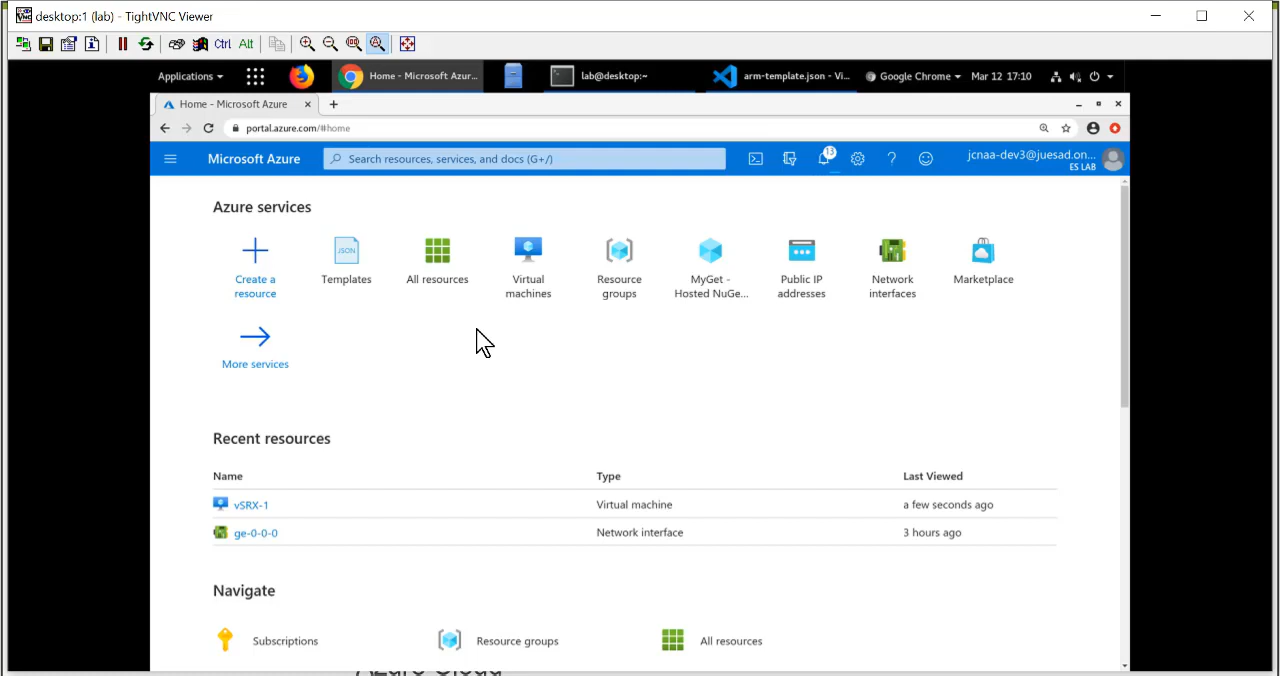 desktop:1 (lab) - TightVNC Viewer
Ctrl Alt
Applications
Home - Microsoft Azur...
lab@desktop:~
arm-template.json - Vi...
Google Chrome
Mar 12 17:10
Home - Microsoft Azure
portal.azure.com/#home
Microsoft Azure
Search resources, services, and docs (G+/)
13
jcnaa-dev3@juesad.on...
ES LAB
Azure services
JSON
Create a
resource
Templates
All resources
Virtual
machines
Resource
groups
MyGet -
Hosted NuGe...
Public IP
addresses
Network
interfaces
Marketplace
More services
Recent resources
Name Type Last Viewed
vSRX-1 Virtual machine a few seconds ago
ge-0-0-0 Network interface 3 hours ago
Navigate
Subscriptions Resource groups All resources
Azure Cloud